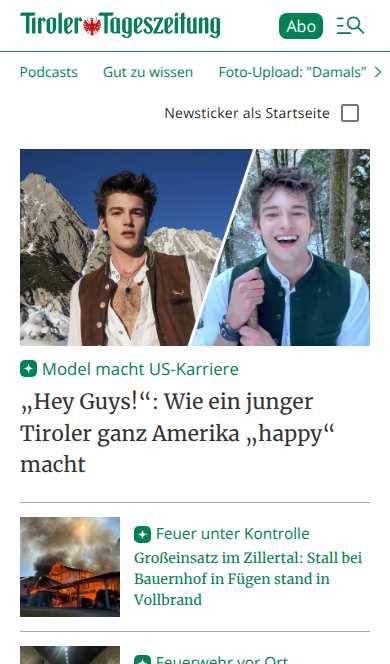 Tiroler Tageszeitung
Abo
Podcasts Gut zu wissen Foto-Upload: "Damals"
Newsticker als Startseite
Model macht US-Karriere
„Hey Guys!“: Wie ein junger
Tiroler ganz Amerika „happy“
macht
Feuer unter Kontrolle
Großeinsatz im Zillertal: Stall bei
Bauernhof in Fügen stand in
Vollbrand
Feuerwehr vor Ort